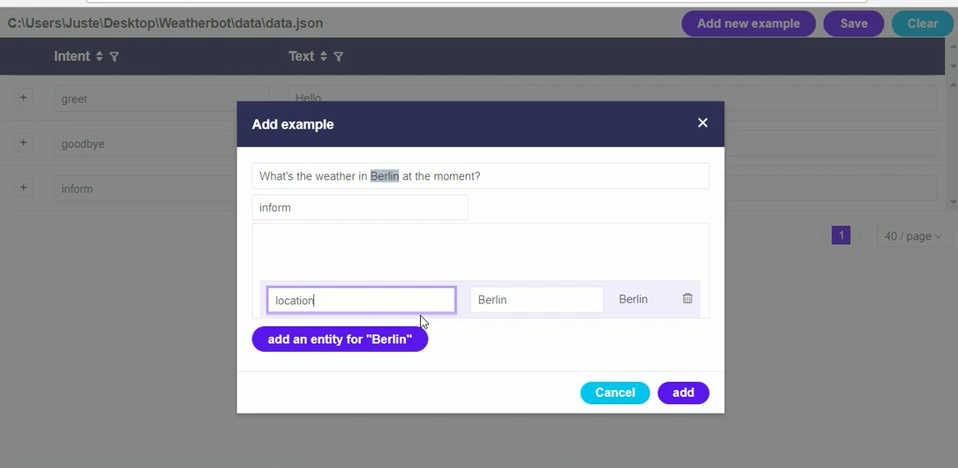 C:\Users\Juste\Desktop\Weatherbot\data\data.json
Add new example
Save
Clear
Intent
Text
+
greet
Hello
+
goodbye
+
inform
1
40 / page
Add example
What's the weather in Berlin at the moment?
inform
location
Berlin
Berlin
add an entity for "Berlin"
Cancel
add